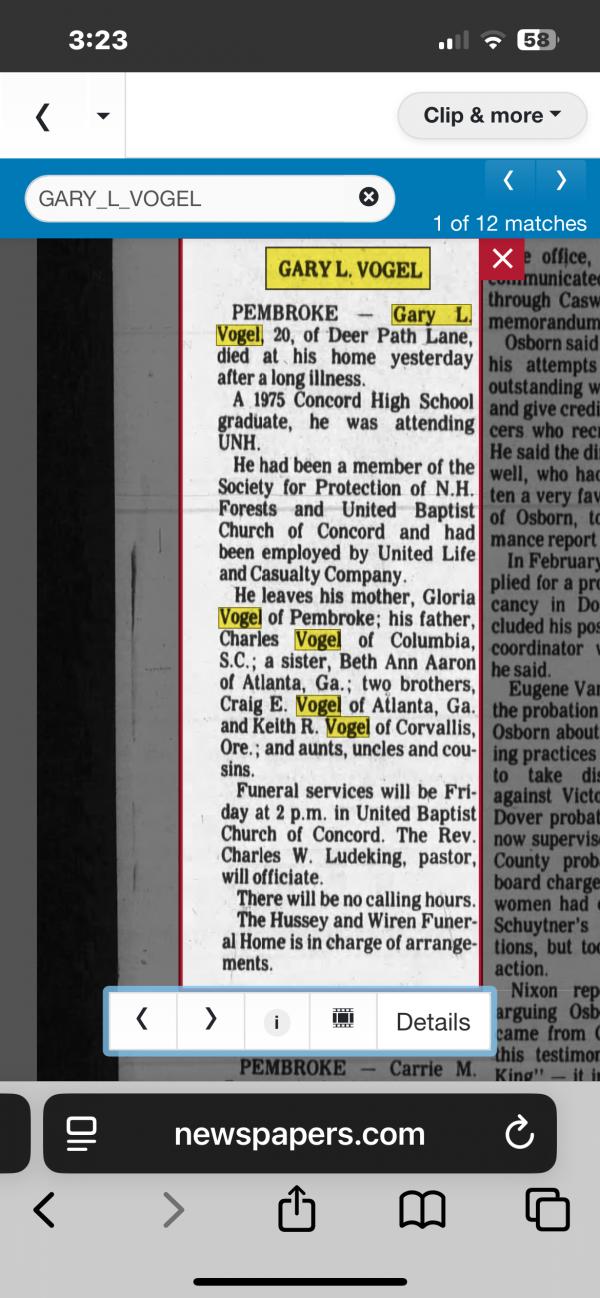 3:23
58
Clip & more
GARY_L_VOGEL
1 of 12 matches
GARY L. VOGEL
PEMBROKE — Gary L.
Vogel, 20, of Deer Path Lane,
died at his home yesterday
after a long illness.
A 1975 Concord High School
graduate, he was attending
UNH.
He had been a member of the
Society for Protection of N.H.
Forests and United Baptist
Church of Concord and had
been employed by United Life
and Casualty Company.
He leaves his mother, Gloria
Vogel of Pembroke; his father,
Charles Vogel of Columbia,
S.C.; a sister, Beth Ann Aaron
of Atlanta, Ga.; two brothers,
Craig E. Vogel of Atlanta, Ga.
and Keith R. Vogel of Corvallis,
Ore.; and aunts, uncles and cou-
sins.
Funeral services will be Fri-
day at 2 p.m. in United Baptist
Church of Concord. The Rev.
Charles W. Ludeking, pastor,
will officiate.
There will be no calling hours.
The Hussey and Wiren Funer-
al Home is in charge of arrange-
ments.
PEMBROKE — Carrie M.
e office,
communicate
through Casw
memorandum
Osborn said
his attempts
outstanding w
and give credi
cers who recr
He said the di
well, who had
ten a very fav
of Osborn, to
mance report
In February
plied for a pro
cancy in Do
cluded his pos
coordinator
he said.
Eugene Van
the probation
Osborn about
ing practices
to take dis
against Victo
Dover probat
now supervis
County prob
board charge
women had
Schuytner's
tions, but too
action.
Nixon rep
arguing Osb
came from C
this testimon
King" — it i
Details
newspapers.com